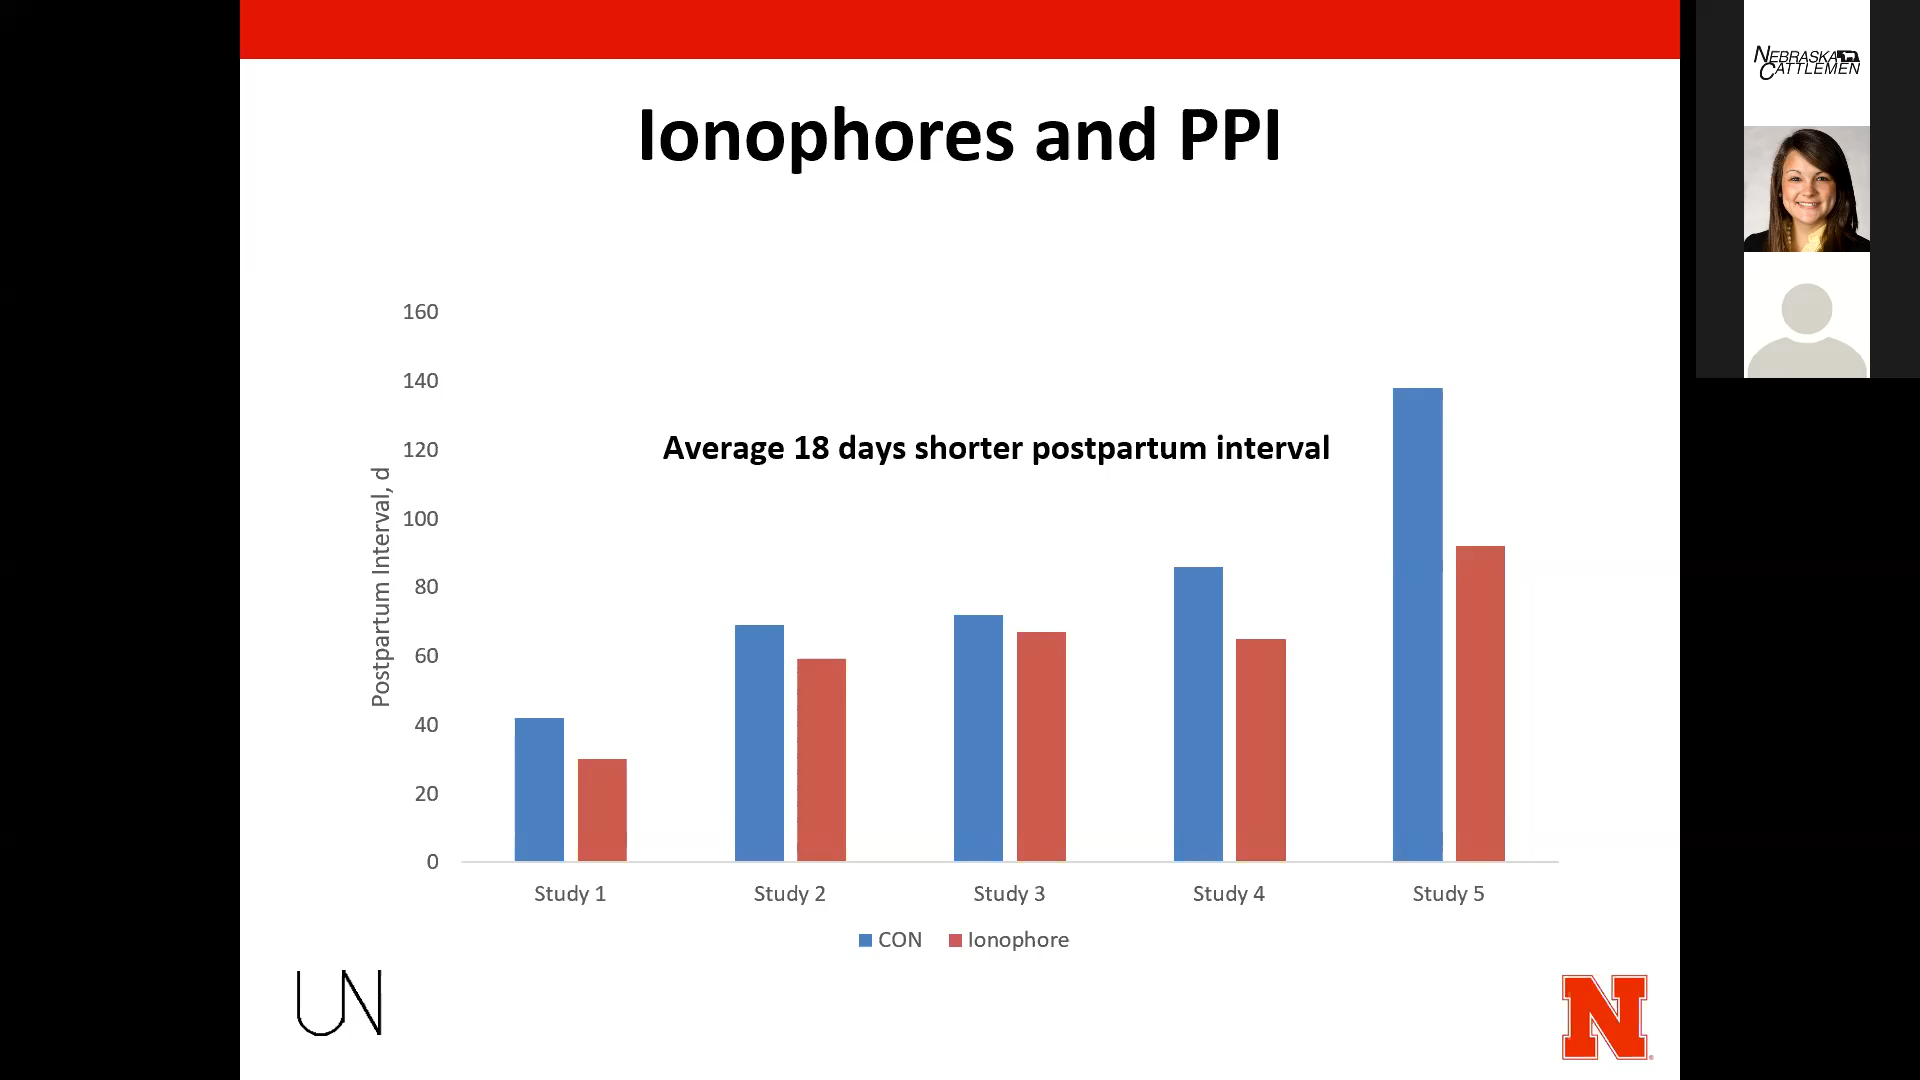 Ionophores and PPI
160
140
120
100
80
60
40
20
0
Postpartum Interval, d
Average 18 days shorter postpartum interval
Study 1
Study 2
Study 3
Study 4
Study 5
CON
Ionophore
UN
N
NEBRASKA
CATTLEMEN